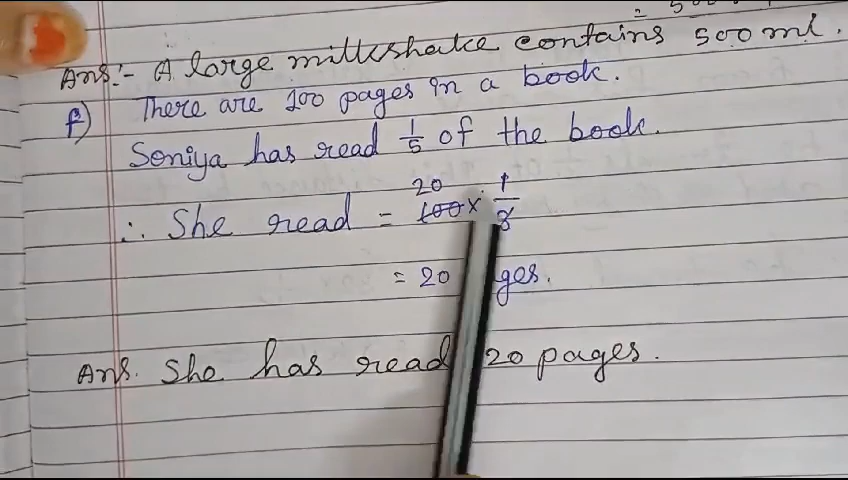 Ans:- A large milkshake contains 500 ml.
f) There are 100 pages in a book.
Soniya has read 1/5 of the book.
20
∴ She read = 100 × 1/5
= 20 ges.
Ans. She has read 20 pages.